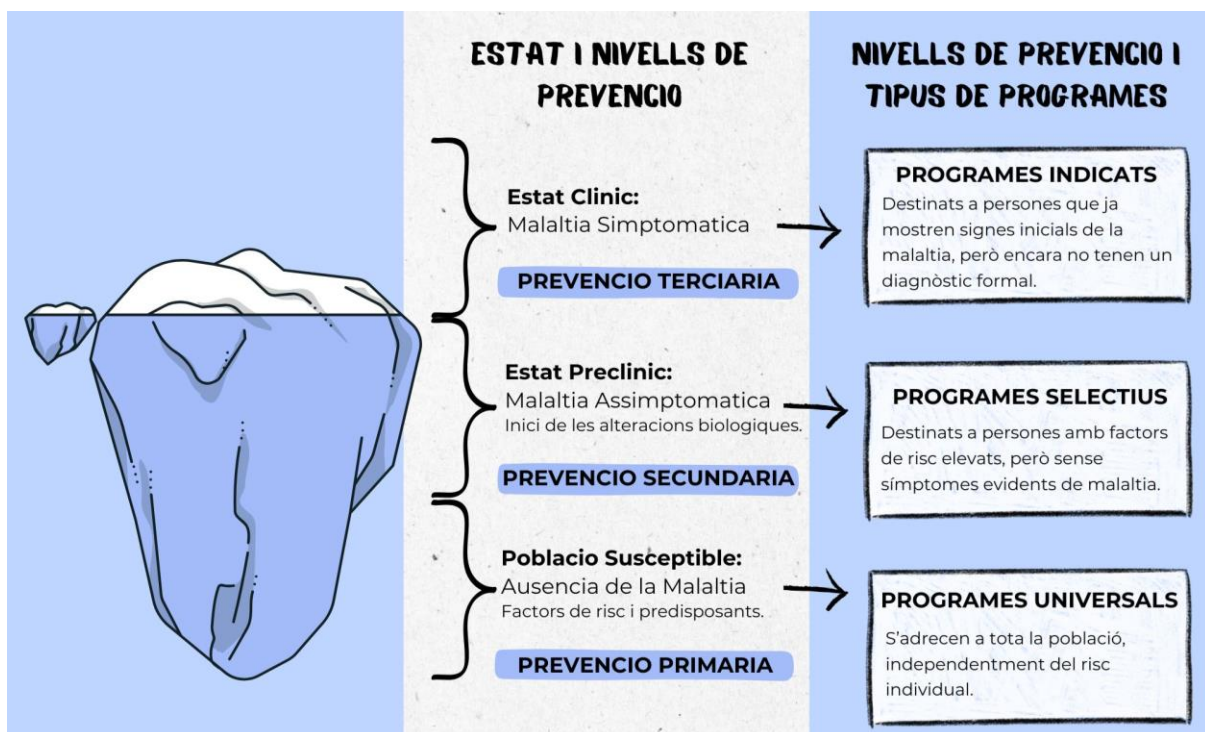 ESTAT I NIVELLS DE
PREVENCIO
Estat Clinic:
Malaltia Simptomatica
PREVENCIO TERCIARIA
Estat Preclinic:
Malaltia Assimptomatica
Inici de les alteracions biologiques.
PREVENCIO SECUNDARIA
Poblacio Susceptible:
Ausencia de la Malaltia
Factors de risc i predisposants.
PREVENCIO PRIMARIA
NIVELLS DE PREVENCIO I
TIPUS DE PROGRAMES
PROGRAMES INDICATS
Destinats a persones que ja
mostren signes inicials de la
malaltia, però encara no tenen un
diagnòstic formal.
PROGRAMES SELECTIUS
Destinats a persones amb factors
de risc elevats, però sense
símptomes evidents de malaltia.
PROGRAMES UNIVERSALS
S'adrecen a tota la població,
independentment del risc
individual.